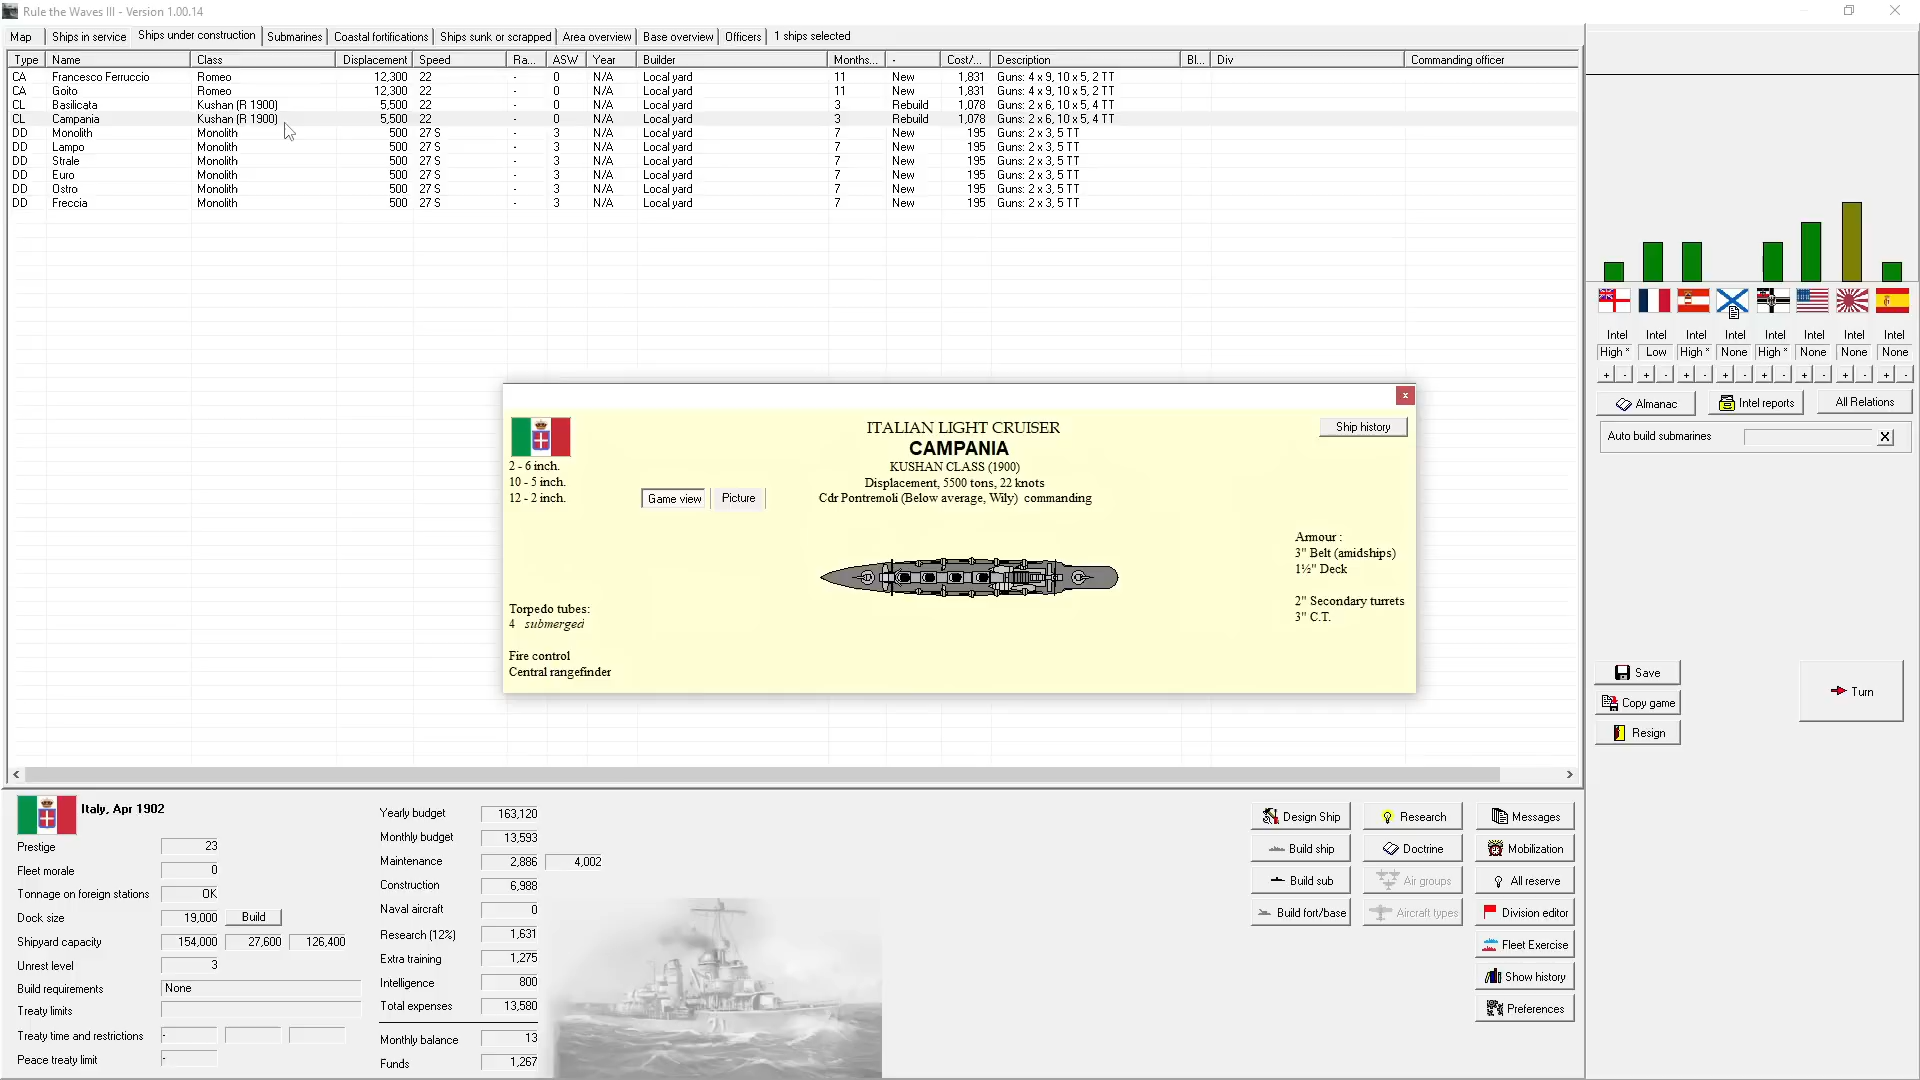 Rule the Waves III - Version 1.00.14
Map Ships in service Ships under construction Submarines Coastal fortifications Ships sunk or scrapped Area overview Base overview Officers 1 ships selected
Type Name Class Displacement Speed Ra... ASW Year Builder Months... - Cost/... Description Bl... Div Commanding officer
CA Francesco Ferruccio Romeo 12,300 22 - 0 N/A Local yard 11 New 1,831 Guns: 4 x 9, 10 x 5, 2 TT
CA Goito Romeo 12,300 22 - 0 N/A Local yard 11 New 1,831 Guns: 4 x 9, 10 x 5, 2 TT
CL Basilicata Kushan (R 1900) 5,500 22 - 0 N/A Local yard 3 Rebuild 1,078 Guns: 2 x 6, 10 x 5, 4 TT
CL Campania Kushan (R 1900) 5,500 22 - 0 N/A Local yard 3 Rebuild 1,078 Guns: 2 x 6, 10 x 5, 4 TT
DD Monolith Monolith 500 27 S - 3 N/A Local yard 7 New 195 Guns: 2 x 3, 5 TT
DD Lampo Monolith 500 27 S - 3 N/A Local yard 7 New 195 Guns: 2 x 3, 5 TT
DD Strale Monolith 500 27 S - 3 N/A Local yard 7 New 195 Guns: 2 x 3, 5 TT
DD Euro Monolith 500 27 S - 3 N/A Local yard 7 New 195 Guns: 2 x 3, 5 TT
DD Ostro Monolith 500 27 S - 3 N/A Local yard 7 New 195 Guns: 2 x 3, 5 TT
DD Freccia Monolith 500 27 S - 3 N/A Local yard 7 New 195 Guns: 2 x 3, 5 TT
Intel Intel Intel Intel Intel Intel Intel Intel
High * Low High * None High * None None None
+ - + - + - + - + - + - + - + -
Almanac Intel reports All Relations
Auto build submarines X
x
ITALIAN LIGHT CRUISER
Ship history
CAMPANIA
KUSHAN CLASS (1900)
Displacement, 5500 tons, 22 knots
Cdr Pontremoli (Below average, Wily) commanding
2 - 6 inch.
10 - 5 inch.
12 - 2 inch.
Game view Picture
Armour :
3" Belt (amidships)
1½" Deck
2" Secondary turrets
3" C.T.
Torpedo tubes:
4 submerged
Fire control
Central rangefinder
Save
Copy game
Resign
Turn
Italy, Apr 1902
Prestige 23
Fleet morale 0
Tonnage on foreign stations OK
Dock size 19,000 Build
Shipyard capacity 154,000 27,600 126,400
Unrest level 3
Build requirements None
Treaty limits
Treaty time and restrictions -
Peace treaty limit -
Yearly budget 163,120
Monthly budget 13,593
Maintenance 2,886 4,002
Construction 6,988
Naval aircraft 0
Research (12%) 1,631
Extra training 1,275
Intelligence 800
Total expenses 13,580
Monthly balance 13
Funds 1,267
Design Ship Research Messages
Build ship Doctrine Mobilization
Build sub Air groups All reserve
Build fort/base Aircraft types Division editor
Fleet Exercise
Show history
Preferences